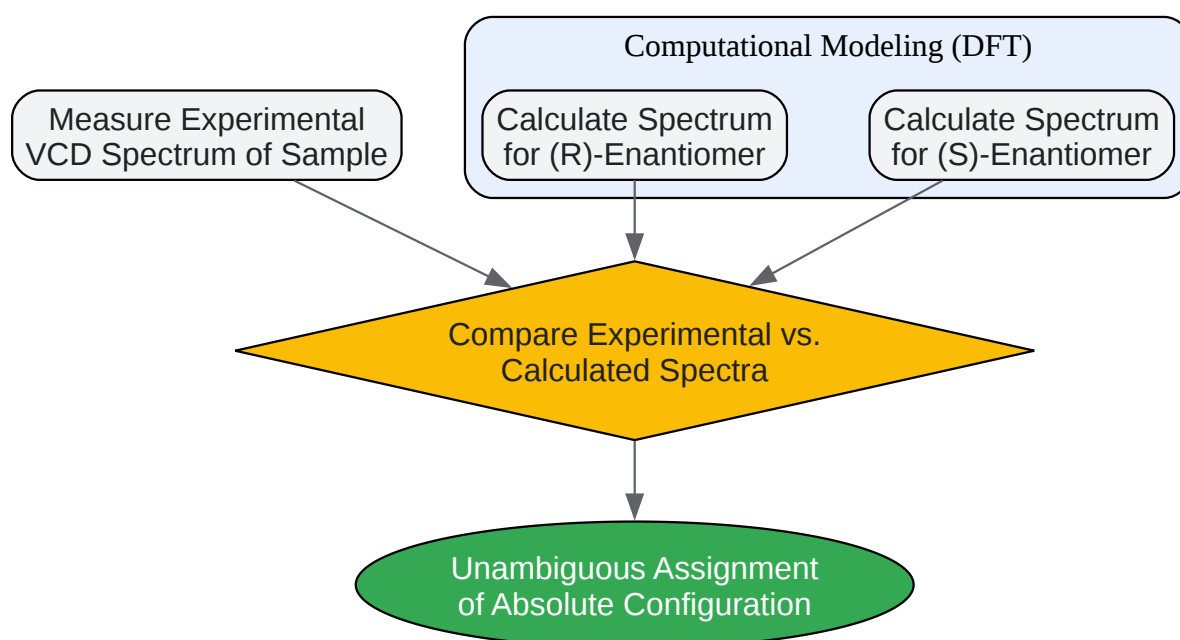 Computational Modeling (DFT)
Measure Experimental
VCD Spectrum of Sample
Calculate Spectrum
for (R)-Enantiomer
Calculate Spectrum
for (S)-Enantiomer
Compare Experimental vs.
Calculated Spectra
Unambiguous Assignment
of Absolute Configuration